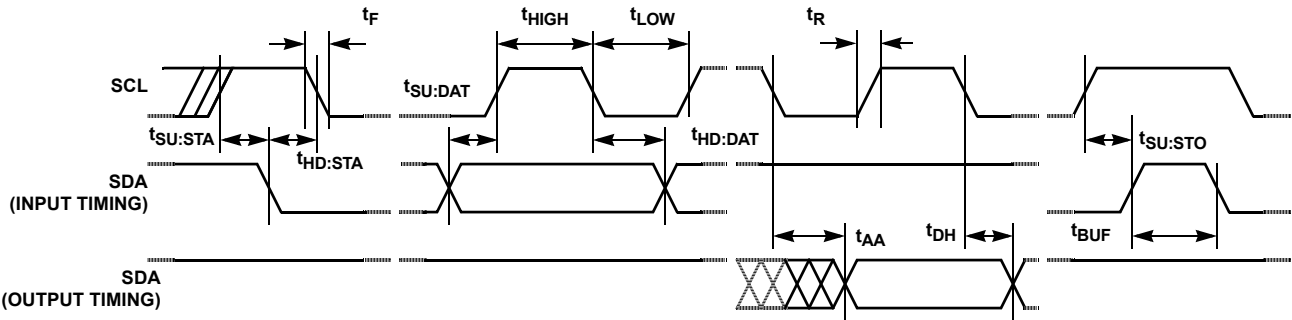 tF
tHIGH
tLOW
tR
SCL
tSU:DAT
tSU:STA
tHD:STA
tHD:DAT
tSU:STO
SDA
(INPUT TIMING)
tAA
tDH
tBUF
SDA
(OUTPUT TIMING)